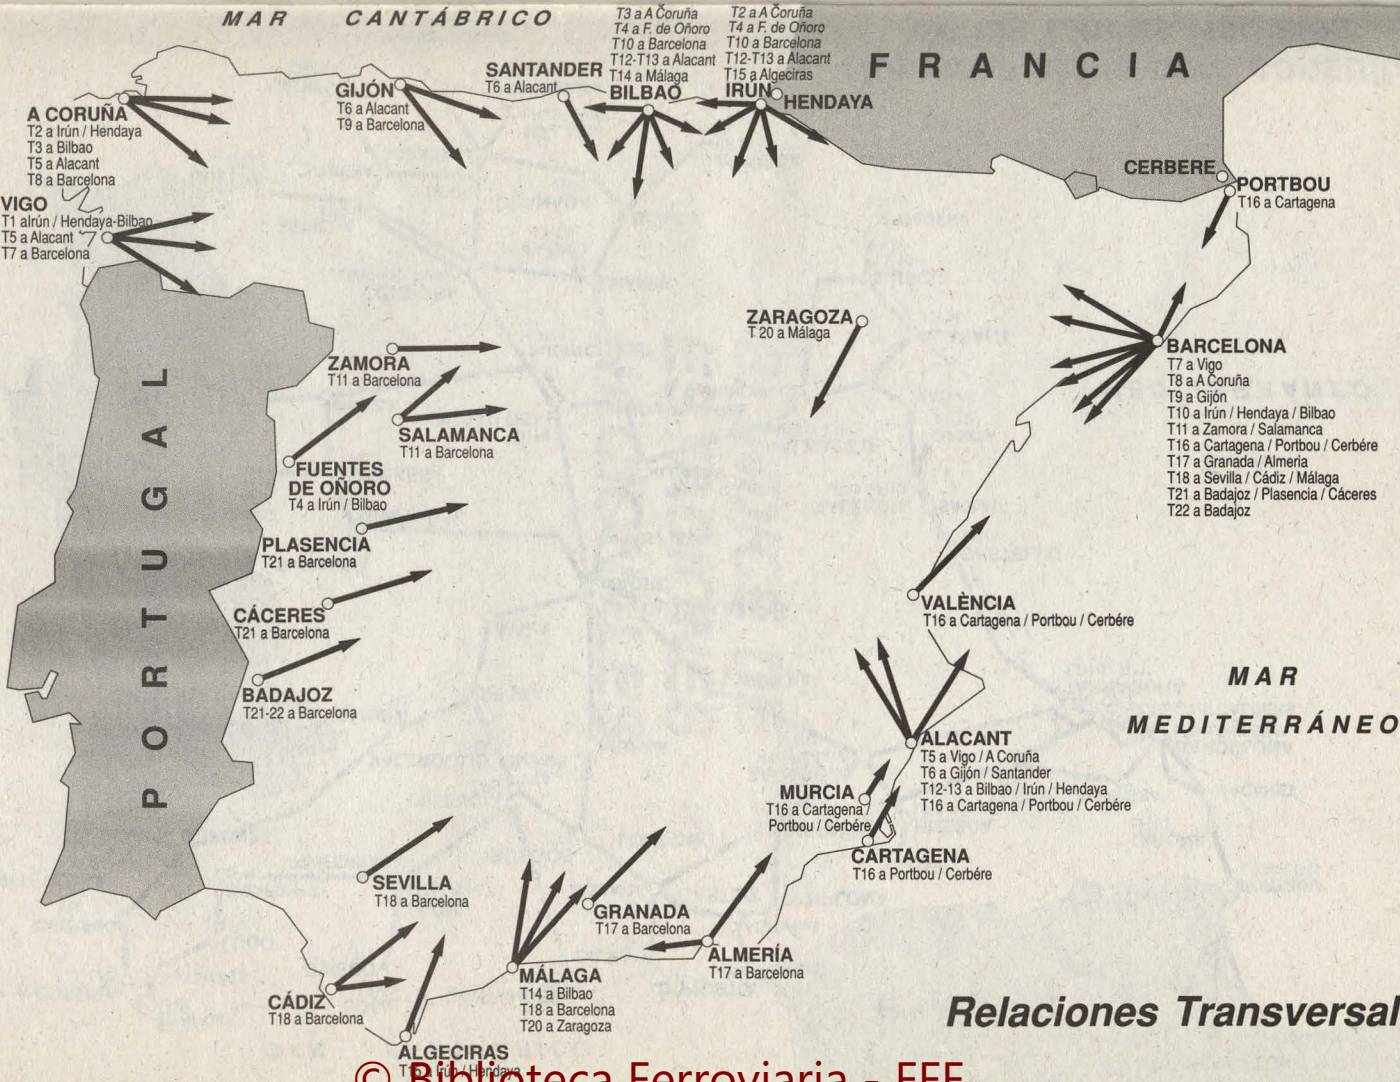 MAR CANTÁBRICO
T3 a A Coruña
T4 a F. de Oñoro
T10 a Barcelona
T12-T13 a Alacant
T14 a Málaga
BILBAO
T2 a A Coruña
T4 a F. de Oñoro
T10 a Barcelona
T12-T13 a Alacant
T15 a Algeciras
IRUN
HENDAYA
FRANCIA
SANTANDER
T6 a Alacant
GIJÓN
T6 a Alacant
T9 a Barcelona
A CORUÑA
T2 a Irún / Hendaya
T3 a Bilbao
T5 a Alacant
T8 a Barcelona
VIGO
T1 aIrún / Hendaya-Bilbao
T5 a Alacant
T7 a Barcelona
CERBERE
PORTBOU
T16 a Cartagena
ZARAGOZA
T 20 a Málaga
BARCELONA
T7 a Vigo
T8 a A Coruña
T9 a Gijón
T10 a Irún / Hendaya / Bilbao
T11 a Zamora / Salamanca
T16 a Cartagena / Portbou / Cerbére
T17 a Granada / Almeria
T18 a Sevilla / Cádiz / Málaga
T21 a Badajoz / Plasencia / Cáceres
T22 a Badajoz
ZAMORA
T11 a Barcelona
SALAMANCA
T11 a Barcelona
FUENTES
DE OÑORO
T4 a Irún / Bilbao
PLASENCIA
T21 a Barcelona
CÁCERES
T21 a Barcelona
BADAJOZ
T21-22 a Barcelona
PORTUGAL
VALÈNCIA
T16 a Cartagena / Portbou / Cerbére
MAR
MEDITERRÁNEO
ALACANT
T5 a Vigo / A Coruña
T6 a Gijón / Santander
T12-13 a Bilbao / Irún / Hendaya
T16 a Cartagena / Portbou / Cerbére
MURCIA
T16 a Cartagena /
Portbou / Cerbére
CARTAGENA
T16 a Portbou / Cerbére
SEVILLA
T18 a Barcelona
GRANADA
T17 a Barcelona
ALMERÍA
T17 a Barcelona
MÁLAGA
T14 a Bilbao
T18 a Barcelona
T20 a Zaragoza
CÁDIZ
T18 a Barcelona
ALGECIRAS
T15 a Irún / Hendaya
Relaciones Transversal
© Biblioteca Ferroviaria - FFE